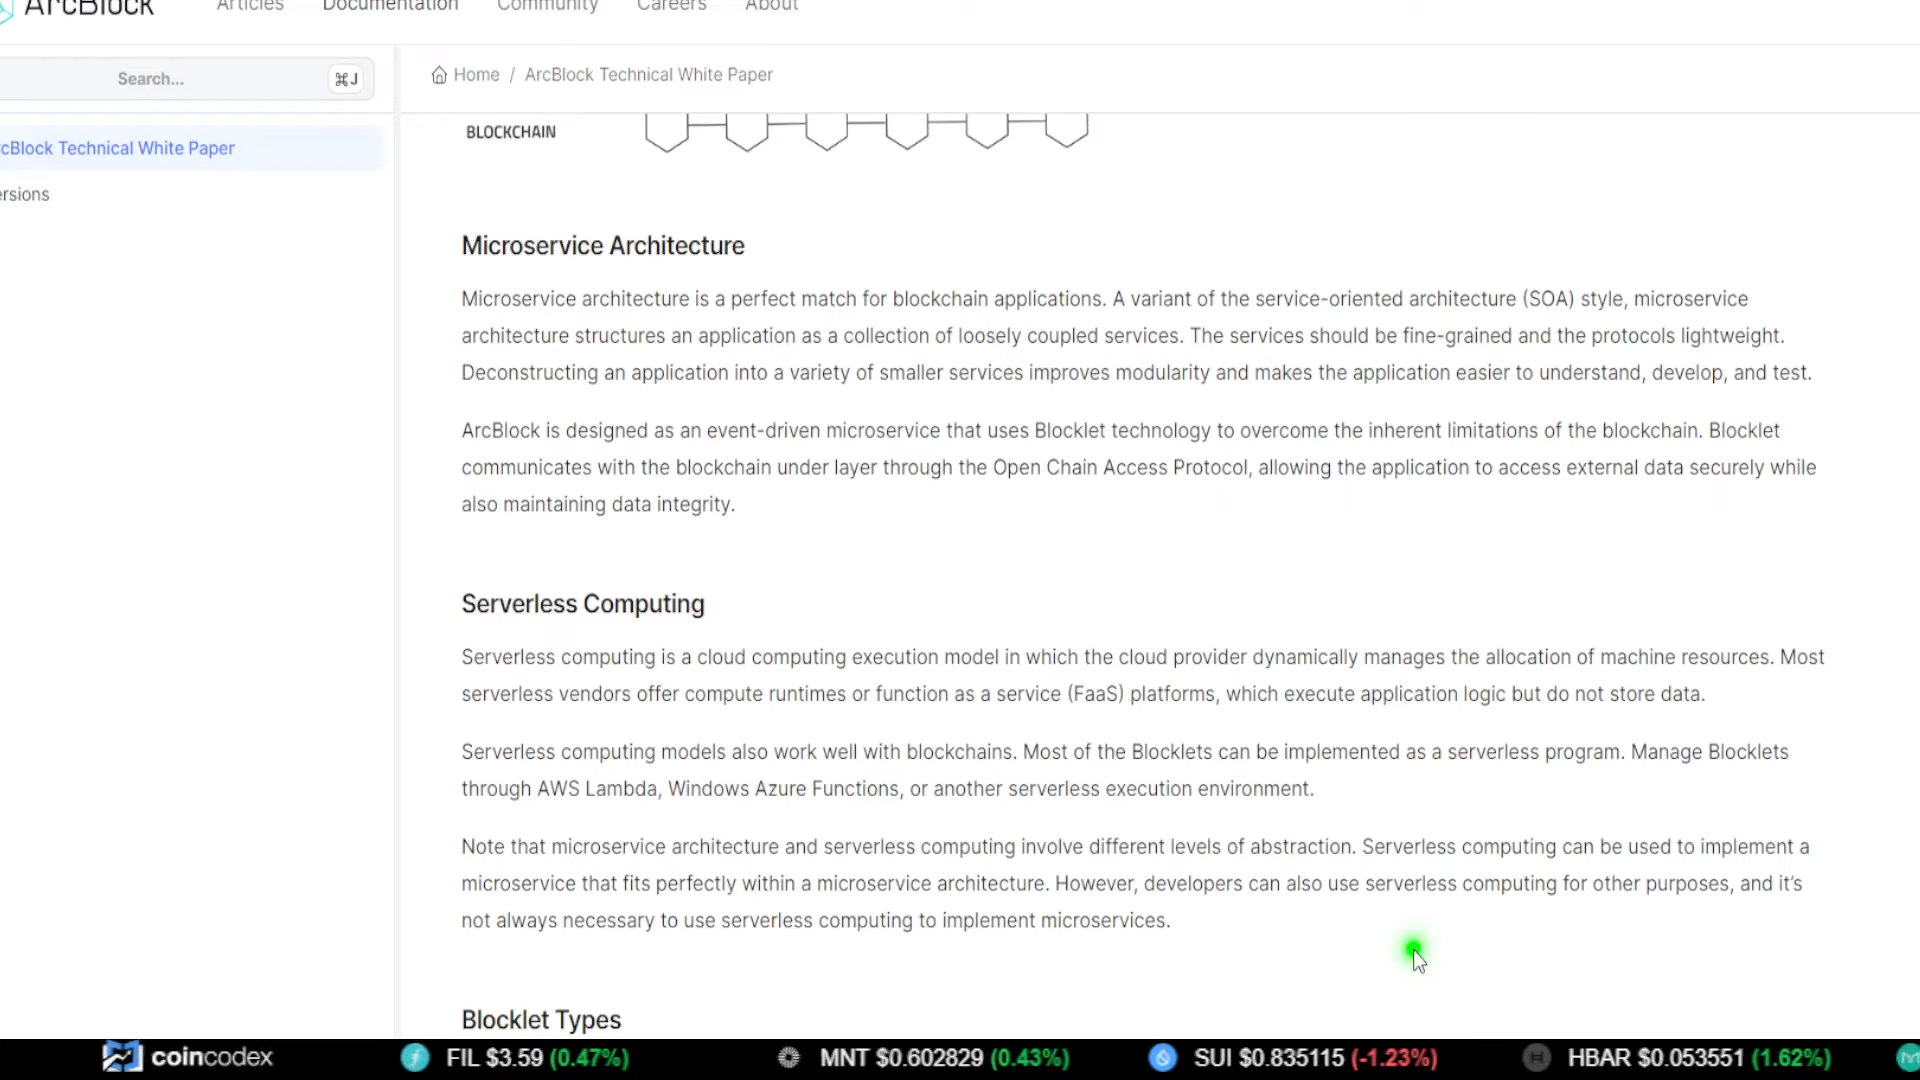 ArcBlock
Articles Documentation Community Careers About
Search... ⌘J
Home / ArcBlock Technical White Paper
cBlock Technical White Paper
ersions
BLOCKCHAIN
Microservice Architecture
Microservice architecture is a perfect match for blockchain applications. A variant of the service-oriented architecture (SOA) style, microservice
architecture structures an application as a collection of loosely coupled services. The services should be fine-grained and the protocols lightweight.
Deconstructing an application into a variety of smaller services improves modularity and makes the application easier to understand, develop, and test.
ArcBlock is designed as an event-driven microservice that uses Blocklet technology to overcome the inherent limitations of the blockchain. Blocklet
communicates with the blockchain under layer through the Open Chain Access Protocol, allowing the application to access external data securely while
also maintaining data integrity.
Serverless Computing
Serverless computing is a cloud computing execution model in which the cloud provider dynamically manages the allocation of machine resources. Most
serverless vendors offer compute runtimes or function as a service (FaaS) platforms, which execute application logic but do not store data.
Serverless computing models also work well with blockchains. Most of the Blocklets can be implemented as a serverless program. Manage Blocklets
through AWS Lambda, Windows Azure Functions, or another serverless execution environment.
Note that microservice architecture and serverless computing involve different levels of abstraction. Serverless computing can be used to implement a
microservice that fits perfectly within a microservice architecture. However, developers can also use serverless computing for other purposes, and it's
not always necessary to use serverless computing to implement microservices.
Blocklet Types
coincodex FIL $3.59 (0.47%) MNT $0.602829 (0.43%) SUI $0.835115 (-1.23%) HBAR $0.053551 (1.62%)